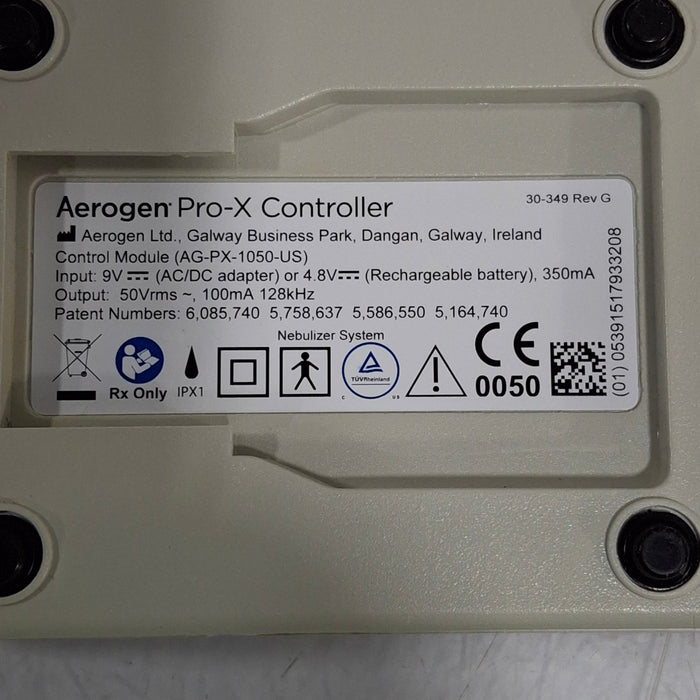 Aerogen Pro-X Controller
30-349 Rev G
Aerogen Ltd., Galway Business Park, Dangan, Galway, Ireland
Control Module (AG-PX-1050-US)
Input: 9V ⎓ (AC/DC adapter) or 4.8V⎓ (Rechargeable battery), 350mA
Output: 50Vrms ~, 100mA 128kHz
Patent Numbers: 6,085,740 5,758,637 5,586,550 5,164,740
Nebulizer System
Rx Only
IPX1
TÜVRheinland
C US
CE
0050
(01) 05391517933208